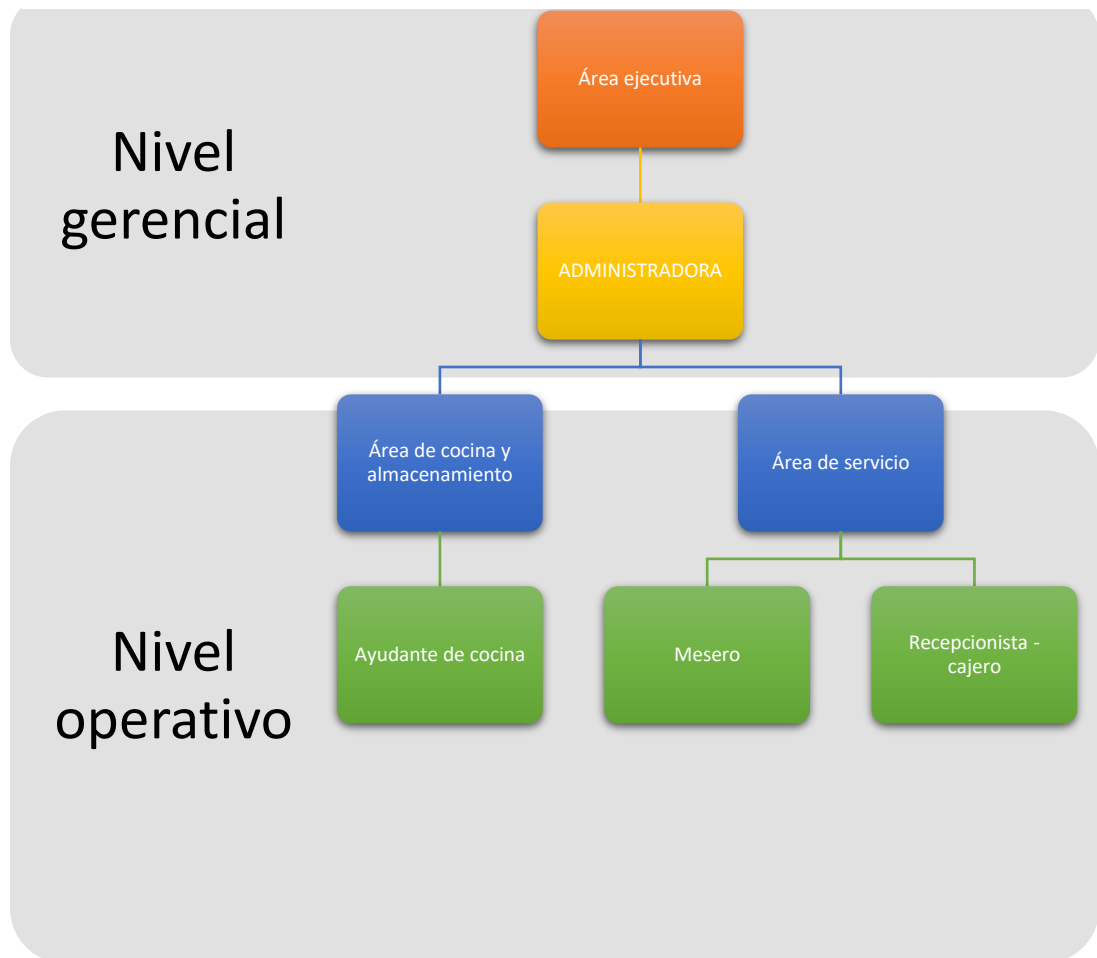 Nivel
gerencial
Área ejecutiva
ADMINISTRADORA
Nivel
operativo
Área de cocina y
almacenamiento
Área de servicio
Ayudante de cocina
Mesero
Recepcionista -
cajero